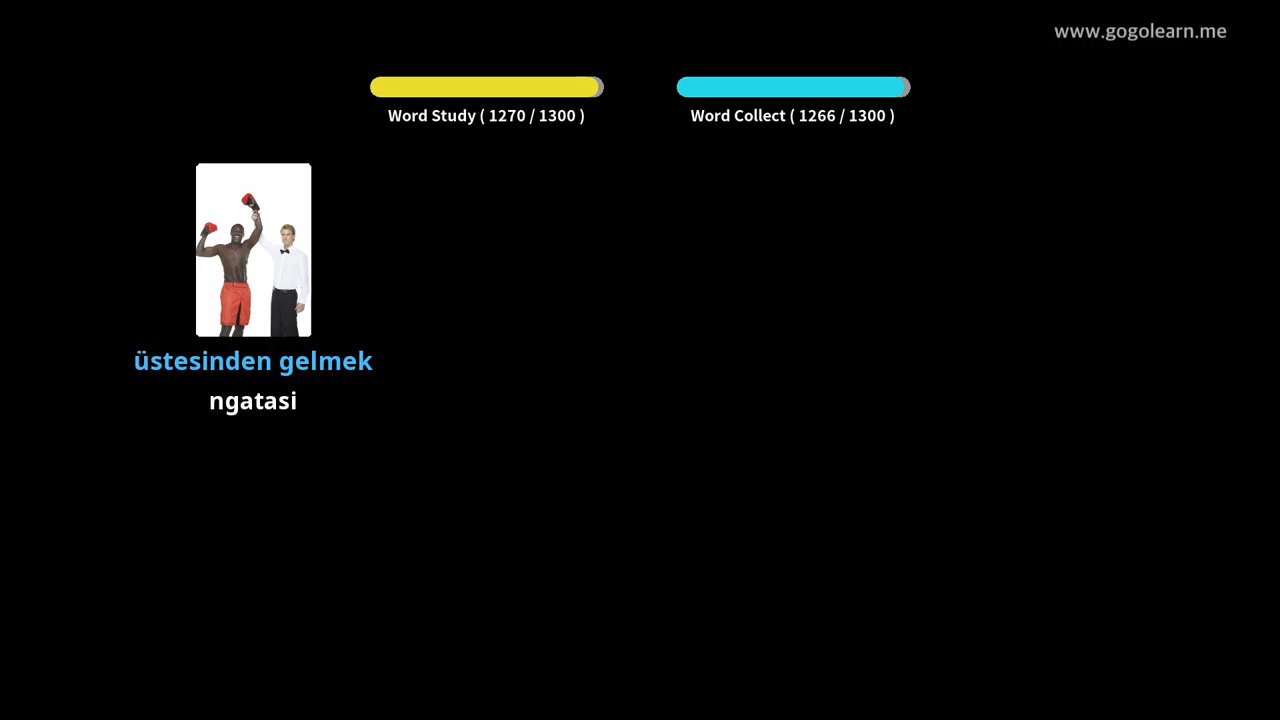 www.gogolearn.me
Word Study ( 1270 / 1300 )
Word Collect ( 1266 / 1300 )
üstesinden gelmek
ngatasi